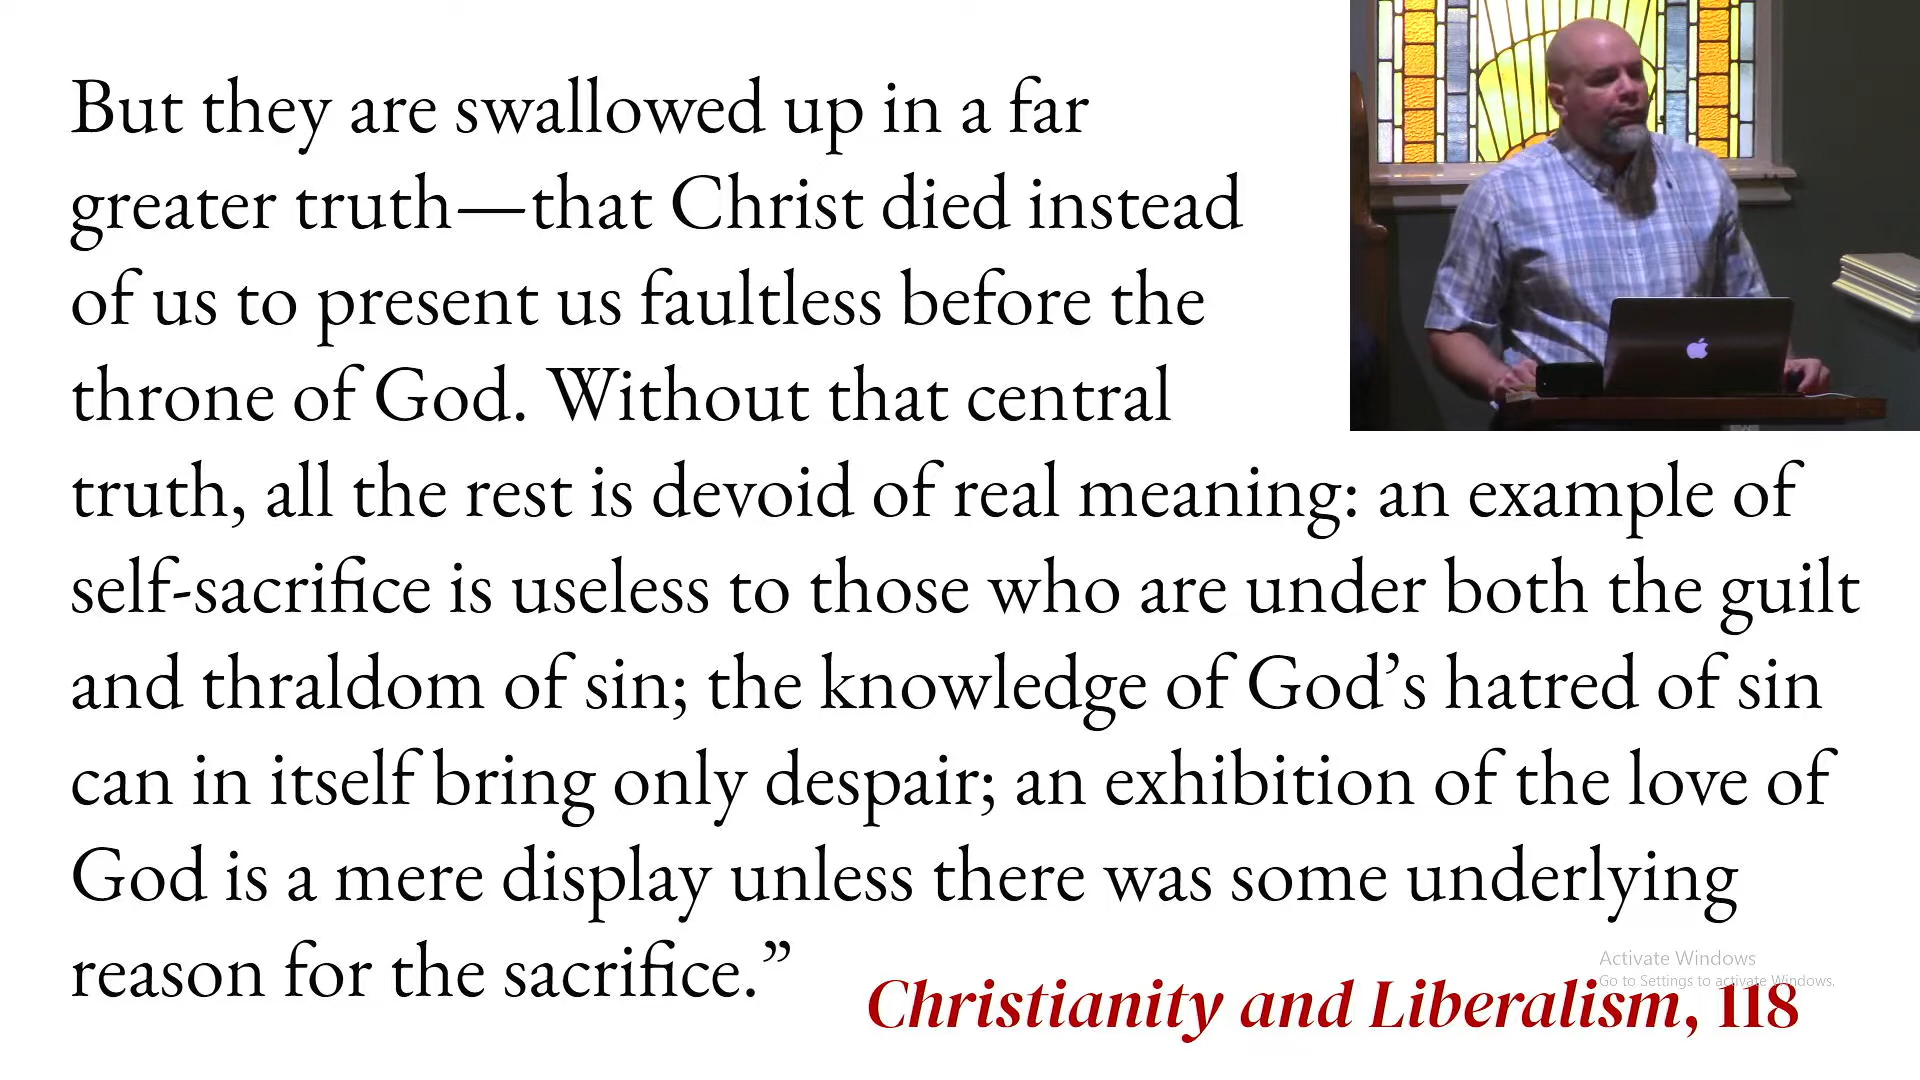 But they are swallowed up in a far
greater truth—that Christ died instead
of us to present us faultless before the
throne of God. Without that central
truth, all the rest is devoid of real meaning: an example of
self-sacrifice is useless to those who are under both the guilt
and thraldom of sin; the knowledge of God’s hatred of sin
can in itself bring only despair; an exhibition of the love of
God is a mere display unless there was some underlying
reason for the sacrifice.”
Christianity and Liberalism, 118
Activate Windows
Go to Settings to activate Windows.